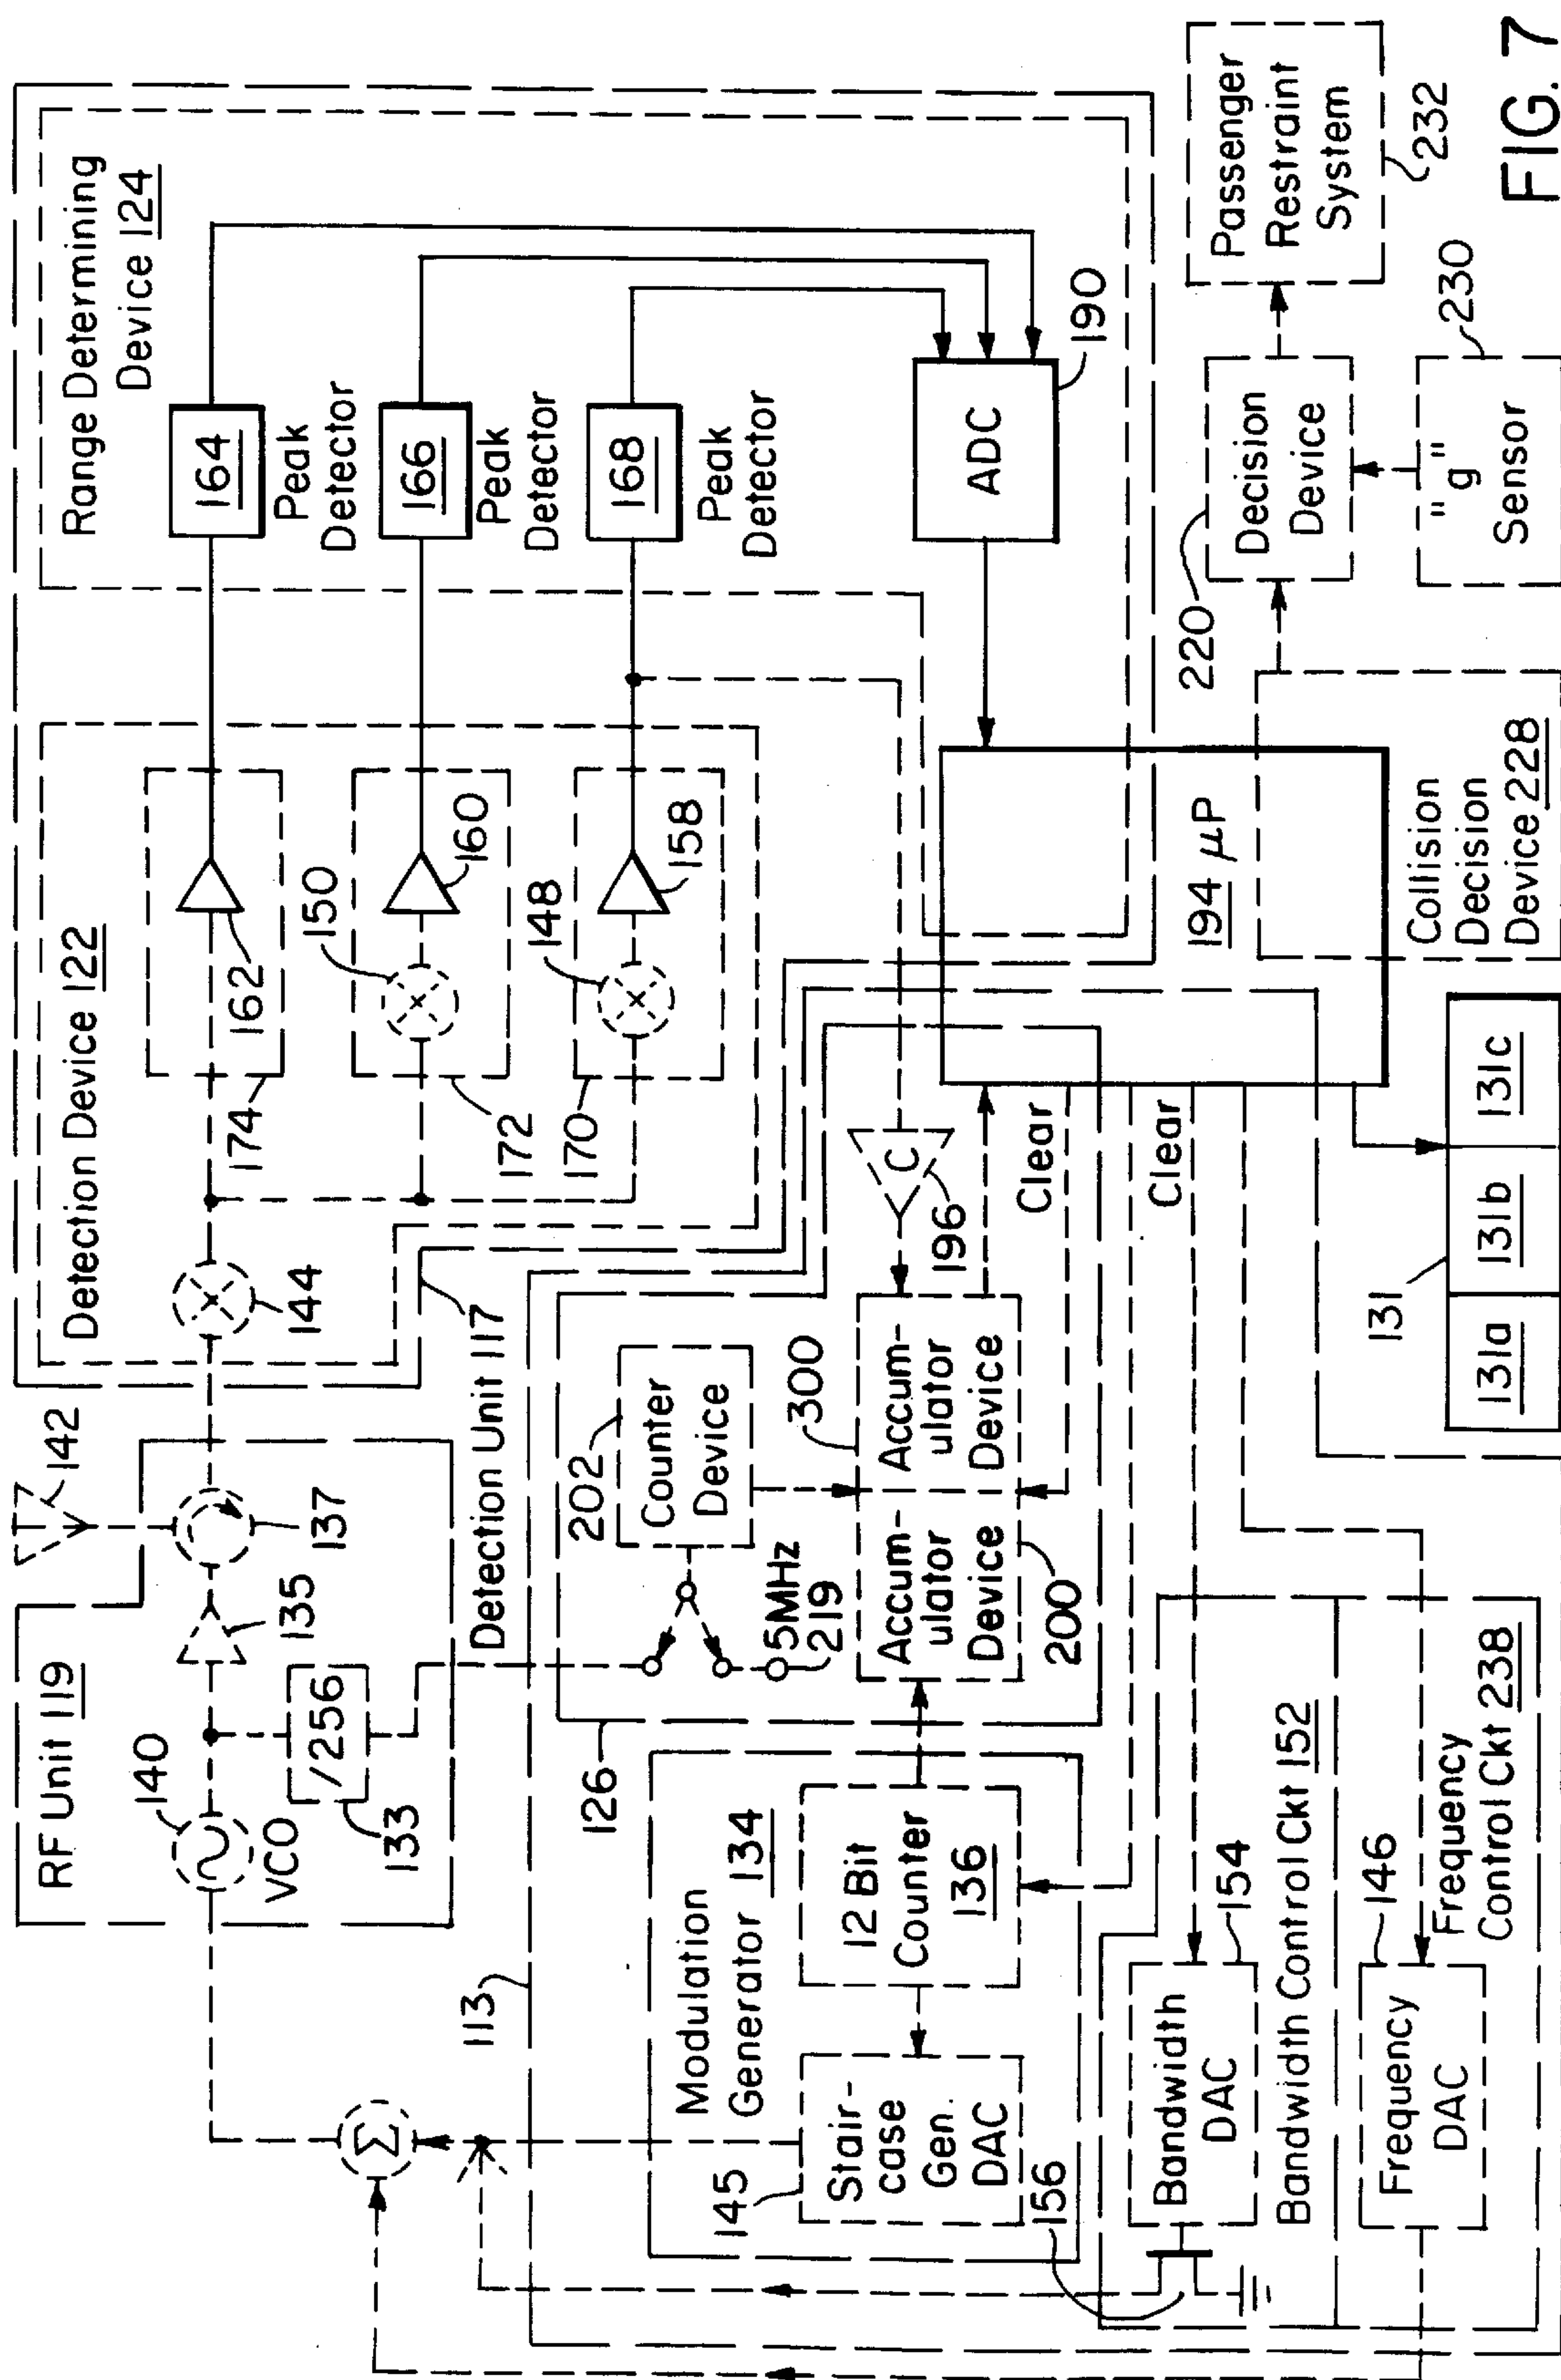 RF Unit 119
140
VCO
/256
133
135
137
142
Detection Unit 117
Detection Device 122
144
174
162
150
160
172
148
158
170
Range Determining
Device 124
164
Peak
Detector
166
Peak
Detector
168
Peak
Detector
ADC
190
113
Σ
126
202
Counter
Device
5MHz
219
300
Accum-
ulator
Device
Accum-
ulator
Device
200
C
196
Clear
Clear
194 μP
Modulation
Generator 134
145
Stair-
case
Gen.
DAC
12 Bit
Counter
136
156
Bandwidth
DAC
154
Bandwidth Control Ckt 152
Frequency
DAC
146
Frequency
Control Ckt 238
131
131a
131b
131c
Collision
Decision
Device 228
220
Decision
Device
"g"
Sensor
230
Passenger
Restraint
System
232
FIG. 7